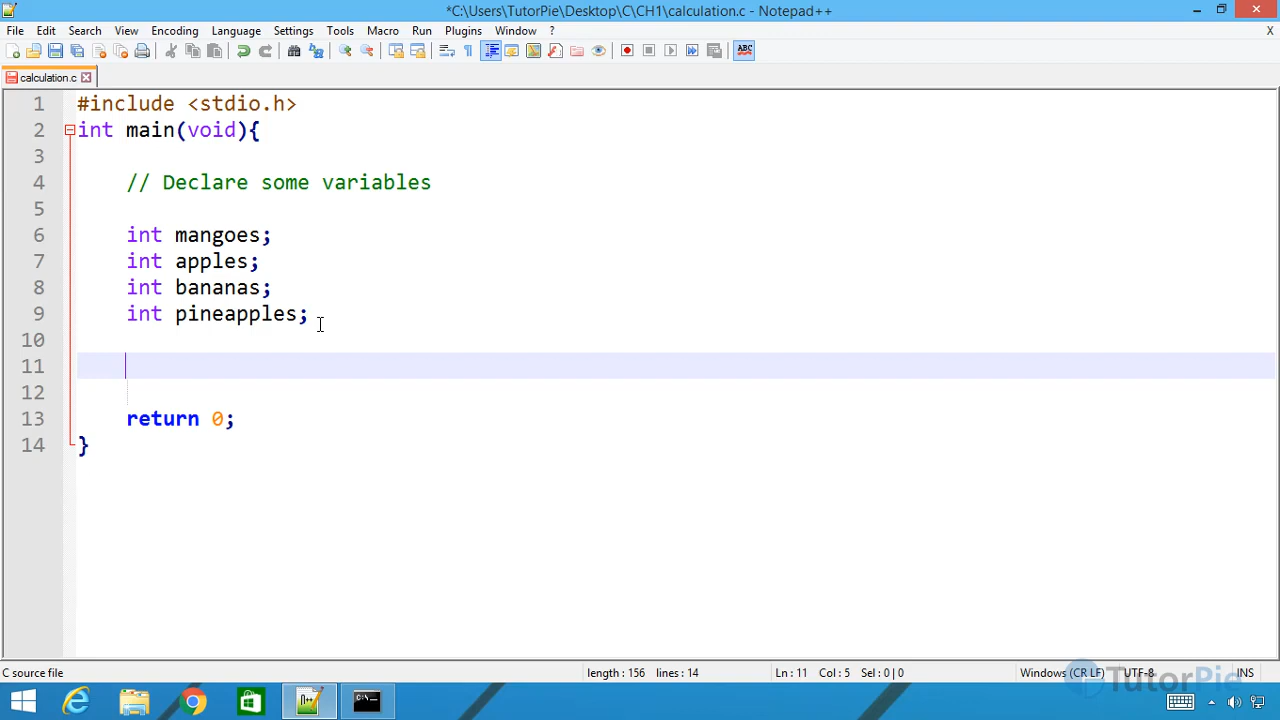 *C:\Users\TutorPie\Desktop\C\CH1\calculation.c - Notepad++
File Edit Search View Encoding Language Settings Tools Macro Run Plugins Window ? X
ABC
calculation.c
1 #include <stdio.h>
2 int main(void){
3
4 // Declare some variables
5
6 int mangoes;
7 int apples;
8 int bananas;
9 int pineapples;
10
11
12
13 return 0;
14 }
C source file length : 156 lines : 14 Ln : 11 Col : 5 Sel : 0 | 0 Windows (CR LF) UTF-8 INS
TutorPie